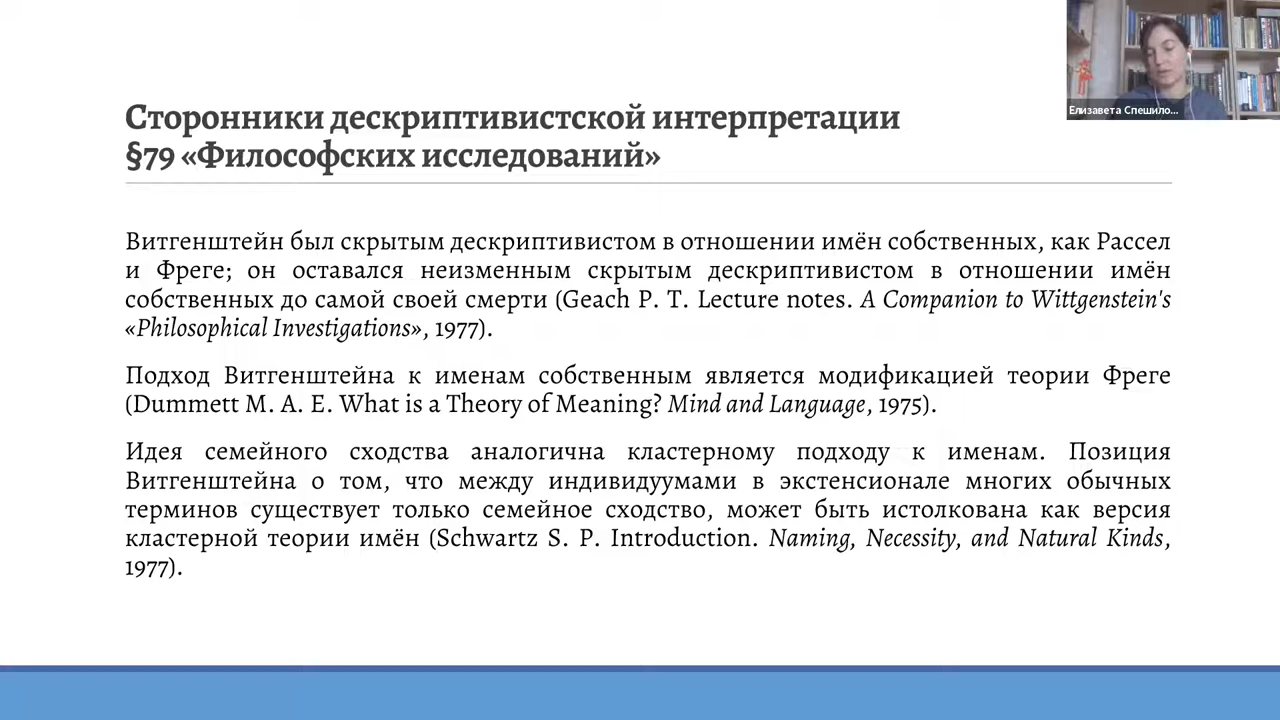 Елизавета Спешило...
Сторонники дескриптивистской интерпретации
§79 «Философских исследований»
Витгенштейн был скрытым дескриптивистом в отношении имён собственных, как Рассел
и Фреге; он оставался неизменным скрытым дескриптивистом в отношении имён
собственных до самой своей смерти (Geach P. T. Lecture notes. A Companion to Wittgenstein's
«Philosophical Investigations», 1977).
Подход Витгенштейна к именам собственным является модификацией теории Фреге
(Dummett M. A. E. What is a Theory of Meaning? Mind and Language, 1975).
Идея семейного сходства аналогична кластерному подходу к именам. Позиция
Витгенштейна о том, что между индивидуумами в экстенсионале многих обычных
терминов существует только семейное сходство, может быть истолкована как версия
кластерной теории имён (Schwartz S. P. Introduction. Naming, Necessity, and Natural Kinds,
1977).